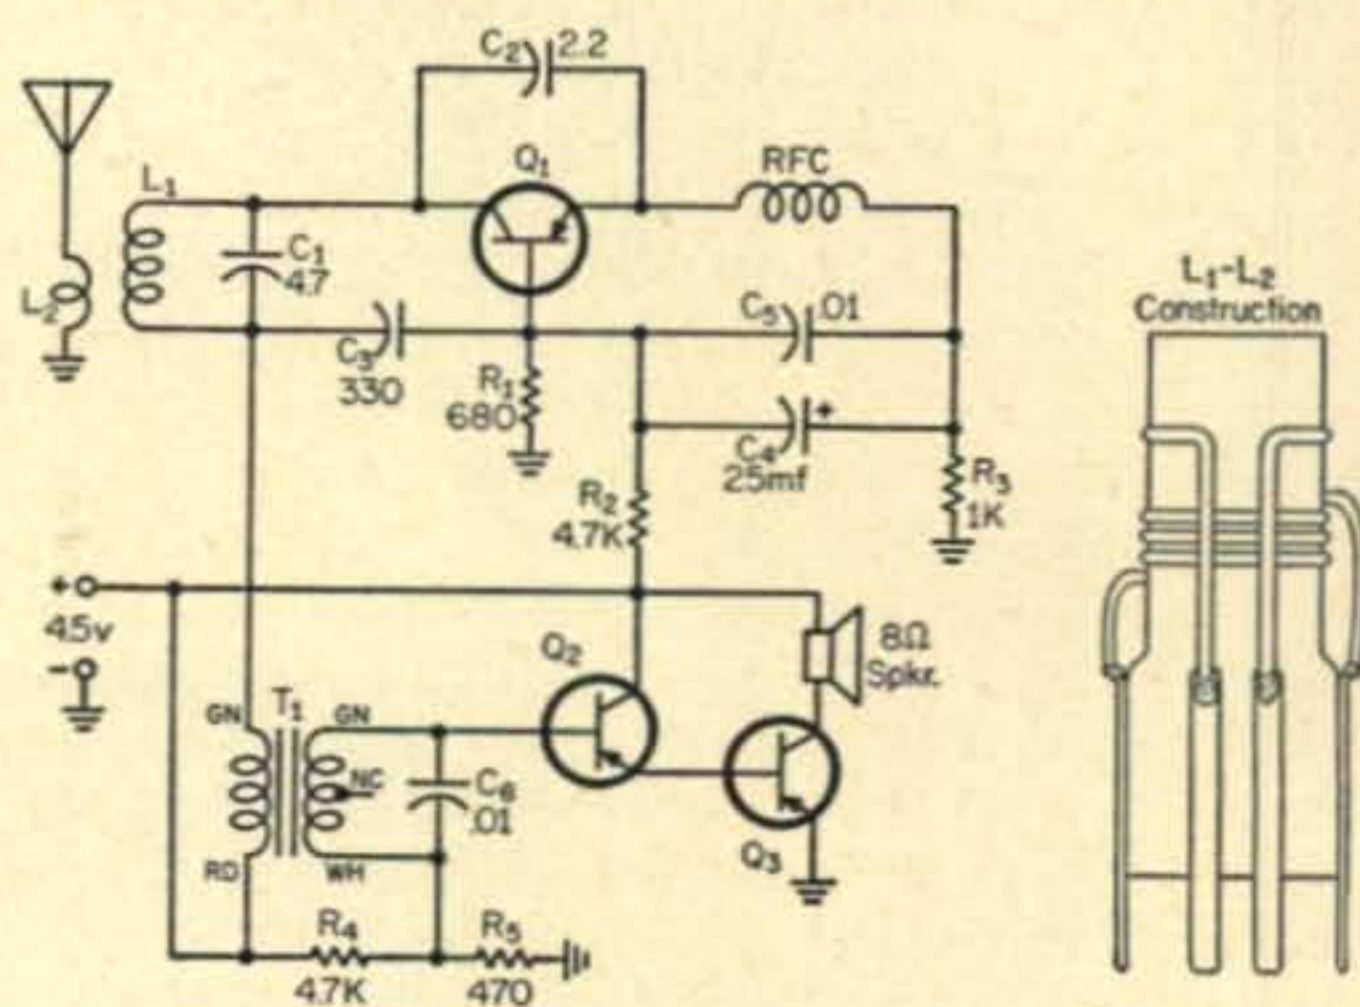 C2 2.2
Q1
RFC
L1
C1
47
L2
C3
330
R1
680
C5 .01
C4 +
25mf
R2
4.7K
R3
1K
L1-L2
Construction
+
45v
-
Q2
8Ω
Spkr.
GN T1 GN
NC
C6
.01
RD WH
Q3
R4
4.7K
R5
470